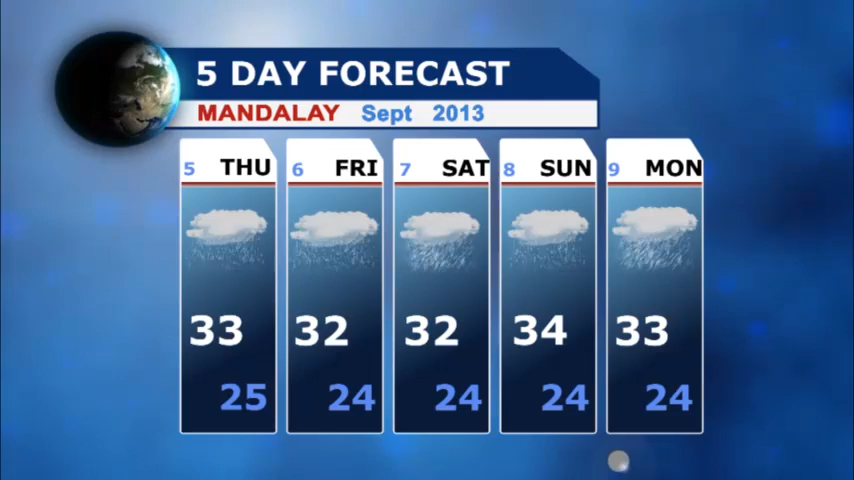 5 DAY FORECAST
MANDALAY Sept 2013
5 THU 6 FRI 7 SAT 8 SUN 9 MON
33 32 32 34 33
25 24 24 24 24